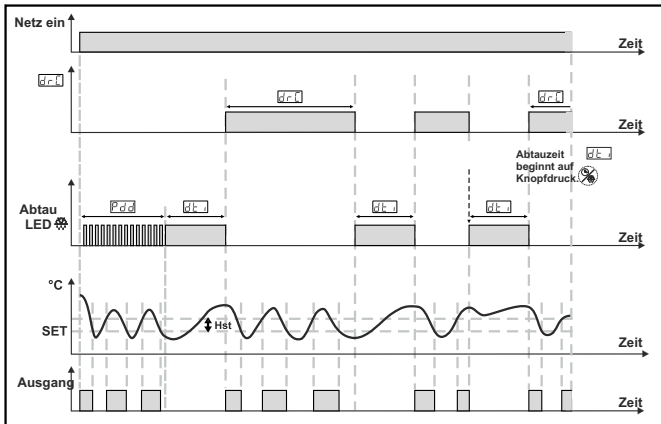 Netz ein
Zeit
drC
drC
drC
Zeit
Abtauzeit dti
beginnt auf
Knopfdruck.
Abtau
LED
Pdd
dti
dti
dti
Zeit
°C
SET
Hst
Zeit
Ausgang
Zeit